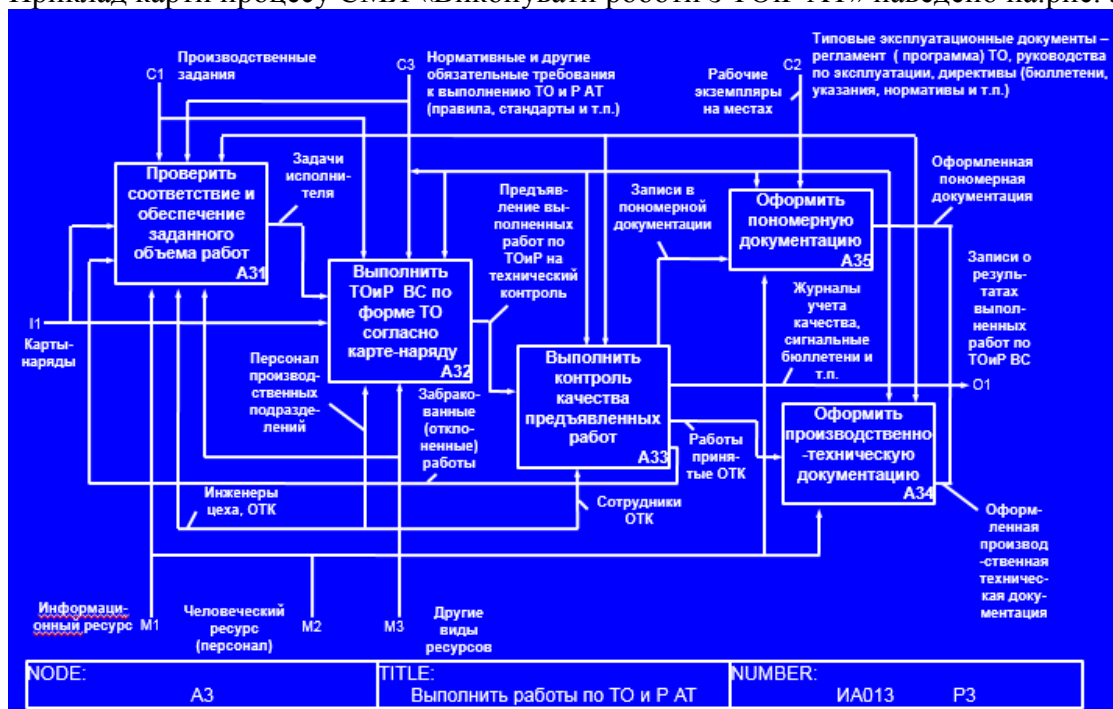 Приклад карти процесу СМЯ «Виконувати роботи з ТОіР АТ» наведено на.рис.
C1
Производственные
задания
C3
Нормативные и другие
обязательные требования
к выполнению ТО и Р АТ
(правила, стандарты и т.п.)
Рабочие
экземпляры
на местах
C2
Типовые эксплуатационные документы –
регламент ( программа) ТО, руководства
по эксплуатации, директивы (бюллетени,
указания, нормативы и т.п.)
Проверить
соответствие и
обеспечение
заданного
объема работ
A31
Задачи
исполни-
теля
Предъяв-
ление вы-
полненных
работ по
ТОиР на
технический
контроль
Записи в
пономерной
документации
Оформить
пономерную
документацию
A35
Оформленная
пономерная
документация
Выполнить
ТОиР ВС по
форме ТО
согласно
карте-наряду
A32
Журналы
учета
качества,
сигнальные
бюллетени и
т.п.
Записи о
резуль-
татах
выпол-
ненных
работ по
ТОиР ВС
I1
Карты-
наряды
O1
Персонал
производ-
ственных
подразде-
лений
Забрако-
ванные
(откло-
ненные)
работы
Выполнить
контроль
качества
предъявленных
работ
A33
Работы
приня-
тые ОТК
Оформить
производственно
-техническую
документацию
A34
Инженеры
цеха, ОТК
Сотрудники
ОТК
Оформ-
ленная
производ
-ственная
техничес-
кая доку-
ментация
Информаци-
онный ресурс
M1
Человеческий
ресурс
(персонал)
M2
M3
Другие
виды
ресурсов
NODE:
A3
TITLE:
Выполнить работы по ТО и Р АТ
NUMBER:
ИА013 Р3